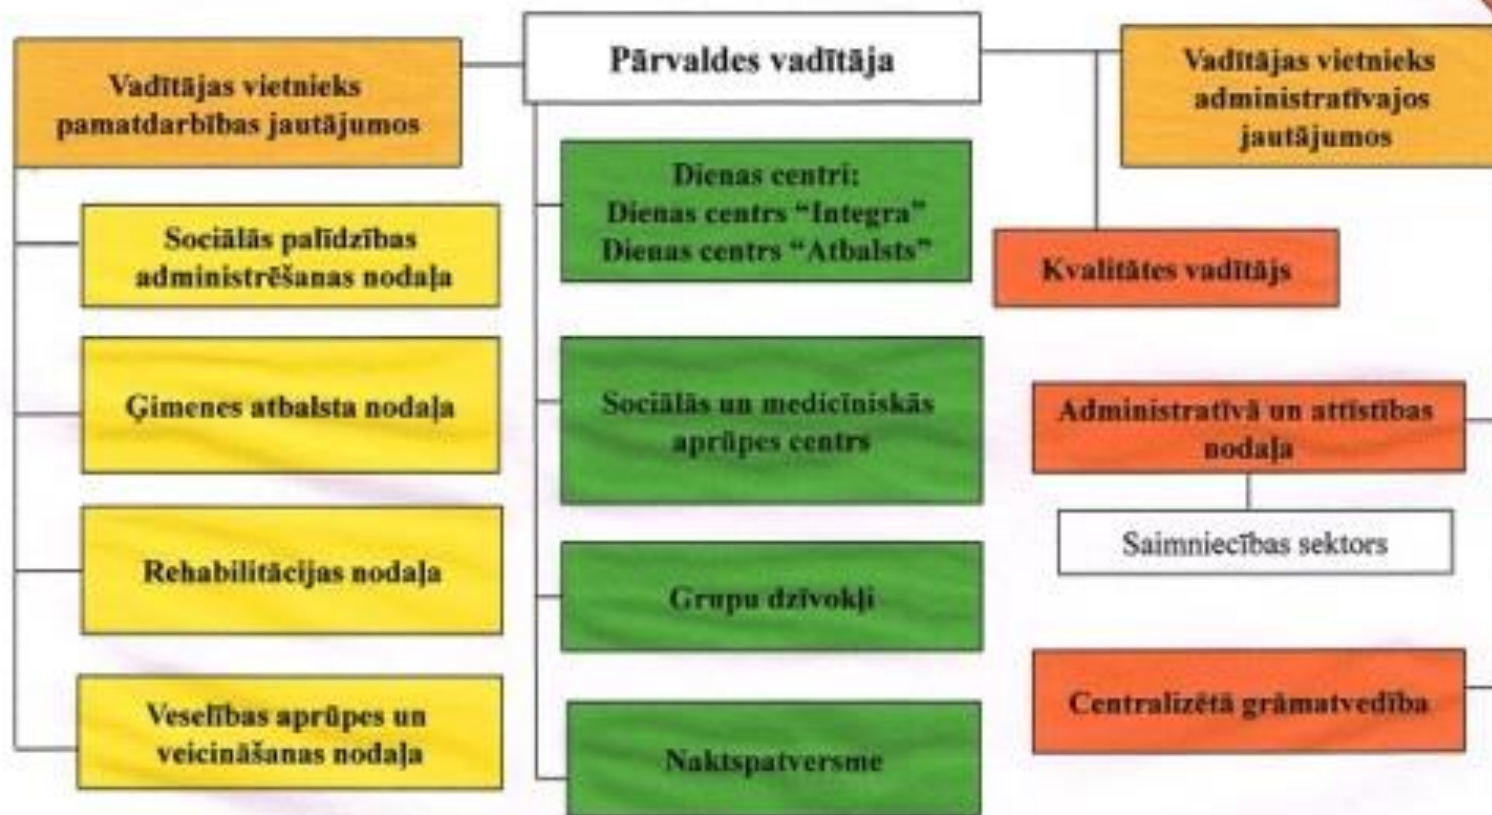 Pārvaldes vadītāja
Vadītājas vietnieks
pamatdarbības jautājumos
Vadītājas vietnieks
administratīvajos
jautājumos
Sociālās palīdzības
administrēšanas nodaļa
Ģimenes atbalsta nodaļa
Rehabilitācijas nodaļa
Veselības aprūpes un
veicināšanas nodaļa
Dienas centri:
Dienas centrs “Integra”
Dienas centrs “Atbalsts”
Sociālās un medicīniskās
aprūpes centrs
Grupu dzīvokļi
Naktspatversme
Kvalitātes vadītājs
Administratīvā un attīstības
nodaļa
Saimniecības sektors
Centralizētā grāmatvedība